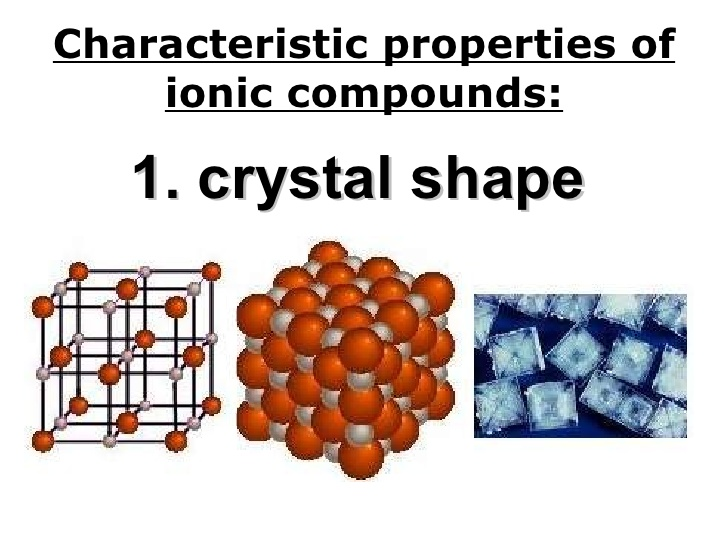 Characteristic properties of
ionic compounds:
1. crystal shape